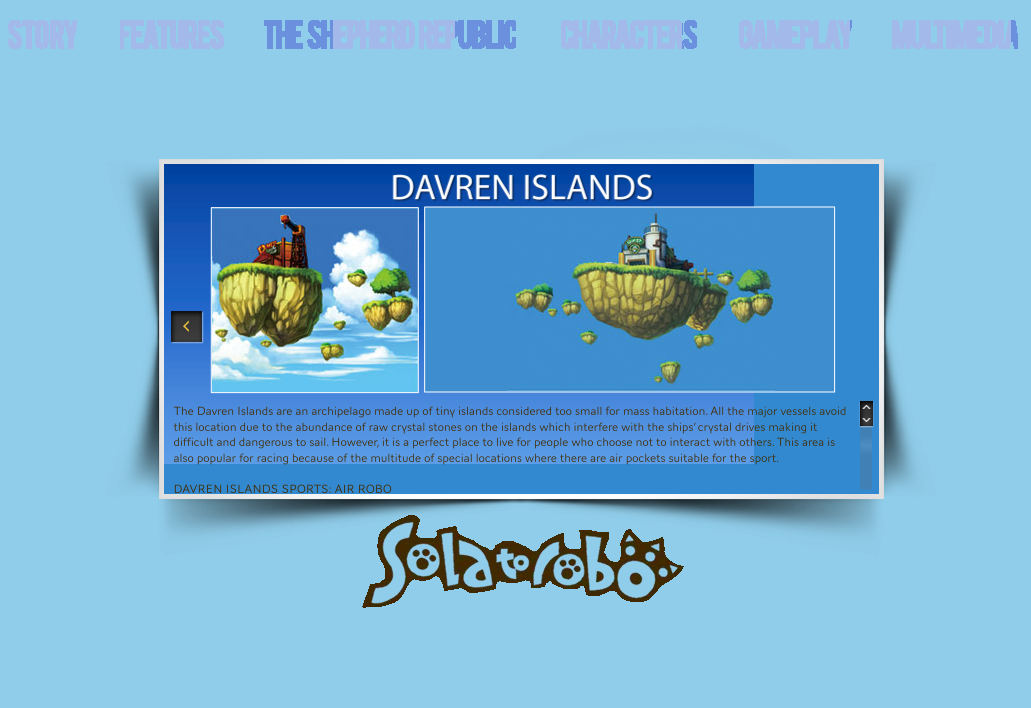 STORY FEATURES THE SHEPHERD REPUBLIC CHARACTERS GAMEPLAY MULTIMEDIA
DAVREN ISLANDS
The Davren Islands are an archipelago made up of tiny islands considered too small for mass habitation. All the major vessels avoid
this location due to the abundance of raw crystal stones on the islands which interfere with the ships' crystal drives making it
difficult and dangerous to sail. However, it is a perfect place to live for people who choose not to interact with others. This area is
also popular for racing because of the multitude of special locations where there are air pockets suitable for the sport.
DAVREN ISLANDS SPORTS: AIR ROBO
Solatorobo